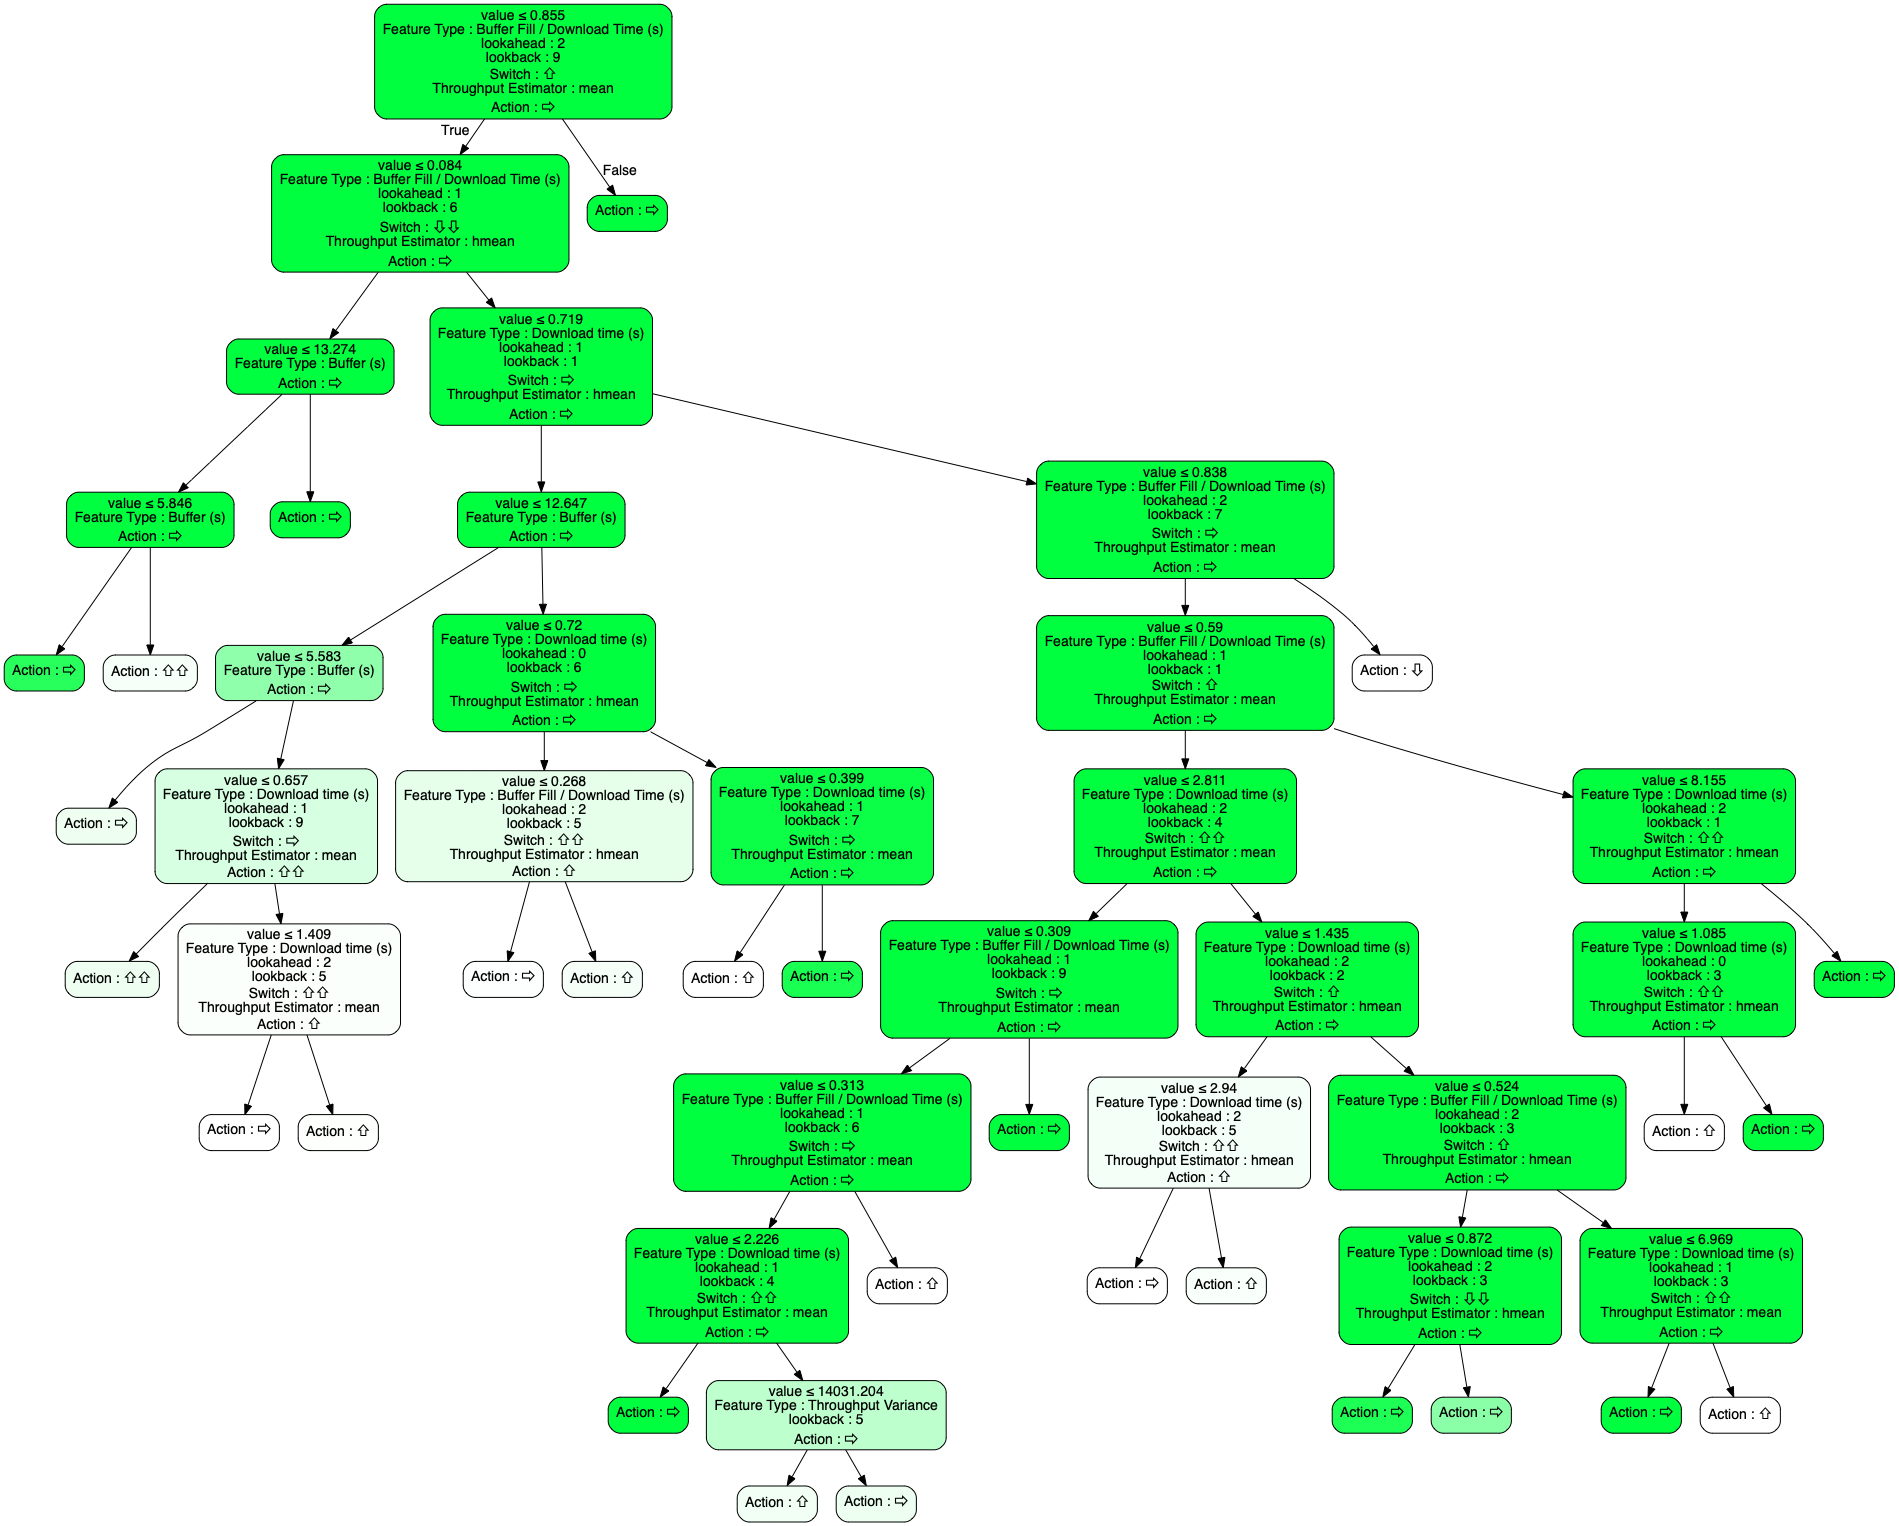 value ≤ 0.855
Feature Type : Buffer Fill / Download Time (s)
lookahead : 2
lookback : 9
Switch : ⇧
Throughput Estimator : mean
Action : ⇨
True
False
value ≤ 0.084
Feature Type : Buffer Fill / Download Time (s)
lookahead : 1
lookback : 6
Switch : ⇩⇩
Throughput Estimator : hmean
Action : ⇨
Action : ⇨
value ≤ 13.274
Feature Type : Buffer (s)
Action : ⇨
value ≤ 0.719
Feature Type : Download time (s)
lookahead : 1
lookback : 1
Switch : ⇨
Throughput Estimator : hmean
Action : ⇨
value ≤ 5.846
Feature Type : Buffer (s)
Action : ⇨
Action : ⇨
value ≤ 12.647
Feature Type : Buffer (s)
Action : ⇨
value ≤ 0.838
Feature Type : Buffer Fill / Download Time (s)
lookahead : 2
lookback : 7
Switch : ⇨
Throughput Estimator : mean
Action : ⇨
Action : ⇨
Action : ⇧⇧
value ≤ 5.583
Feature Type : Buffer (s)
Action : ⇨
value ≤ 0.72
Feature Type : Download time (s)
lookahead : 0
lookback : 6
Switch : ⇨
Throughput Estimator : hmean
Action : ⇨
value ≤ 0.59
Feature Type : Buffer Fill / Download Time (s)
lookahead : 1
lookback : 1
Switch : ⇧
Throughput Estimator : mean
Action : ⇨
Action : ⇩
Action : ⇨
value ≤ 0.657
Feature Type : Download time (s)
lookahead : 1
lookback : 9
Switch : ⇨
Throughput Estimator : mean
Action : ⇧⇧
value ≤ 0.268
Feature Type : Buffer Fill / Download Time (s)
lookahead : 2
lookback : 5
Switch : ⇧⇧
Throughput Estimator : hmean
Action : ⇧
value ≤ 0.399
Feature Type : Download time (s)
lookahead : 1
lookback : 7
Switch : ⇨
Throughput Estimator : mean
Action : ⇨
value ≤ 2.811
Feature Type : Download time (s)
lookahead : 2
lookback : 4
Switch : ⇧⇧
Throughput Estimator : mean
Action : ⇨
value ≤ 8.155
Feature Type : Download time (s)
lookahead : 2
lookback : 1
Switch : ⇧⇧
Throughput Estimator : hmean
Action : ⇨
Action : ⇧⇧
value ≤ 1.409
Feature Type : Download time (s)
lookahead : 2
lookback : 5
Switch : ⇧⇧
Throughput Estimator : mean
Action : ⇧
Action : ⇨
Action : ⇧
Action : ⇧
Action : ⇨
value ≤ 0.309
Feature Type : Buffer Fill / Download Time (s)
lookahead : 1
lookback : 9
Switch : ⇨
Throughput Estimator : mean
Action : ⇨
value ≤ 1.435
Feature Type : Download time (s)
lookahead : 2
lookback : 2
Switch : ⇧
Throughput Estimator : hmean
Action : ⇨
value ≤ 1.085
Feature Type : Download time (s)
lookahead : 0
lookback : 3
Switch : ⇧⇧
Throughput Estimator : hmean
Action : ⇨
Action : ⇨
Action : ⇨
Action : ⇧
value ≤ 0.313
Feature Type : Buffer Fill / Download Time (s)
lookahead : 1
lookback : 6
Switch : ⇨
Throughput Estimator : mean
Action : ⇨
Action : ⇨
value ≤ 2.94
Feature Type : Download time (s)
lookahead : 2
lookback : 5
Switch : ⇧⇧
Throughput Estimator : hmean
Action : ⇧
value ≤ 0.524
Feature Type : Buffer Fill / Download Time (s)
lookahead : 2
lookback : 3
Switch : ⇧
Throughput Estimator : hmean
Action : ⇨
Action : ⇧
Action : ⇨
value ≤ 2.226
Feature Type : Download time (s)
lookahead : 1
lookback : 4
Switch : ⇧⇧
Throughput Estimator : mean
Action : ⇨
Action : ⇧
Action : ⇨
Action : ⇧
value ≤ 0.872
Feature Type : Download time (s)
lookahead : 2
lookback : 3
Switch : ⇩⇩
Throughput Estimator : hmean
Action : ⇨
value ≤ 6.969
Feature Type : Download time (s)
lookahead : 1
lookback : 3
Switch : ⇧⇧
Throughput Estimator : mean
Action : ⇨
Action : ⇨
value ≤ 14031.204
Feature Type : Throughput Variance
lookback : 5
Action : ⇨
Action : ⇨
Action : ⇨
Action : ⇨
Action : ⇧
Action : ⇧
Action : ⇨